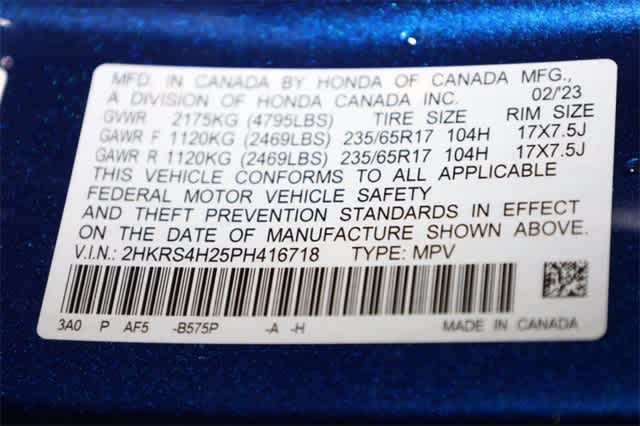 MFD. IN CANADA BY HONDA OF CANADA MFG.,
A DIVISION OF HONDA CANADA INC. 02/'23
GVWR 2175KG (4795LBS) TIRE SIZE RIM SIZE
GAWR F 1120KG (2469LBS) 235/65R17 104H 17X7.5J
GAWR R 1120KG (2469LBS) 235/65R17 104H 17X7.5J
THIS VEHICLE CONFORMS TO ALL APPLICABLE
FEDERAL MOTOR VEHICLE SAFETY
AND THEFT PREVENTION STANDARDS IN EFFECT
ON THE DATE OF MANUFACTURE SHOWN ABOVE.
V.I.N.: 2HKRS4H25PH416718 TYPE: MPV
3A0 P AF5 -B575P -A -H MADE IN CANADA